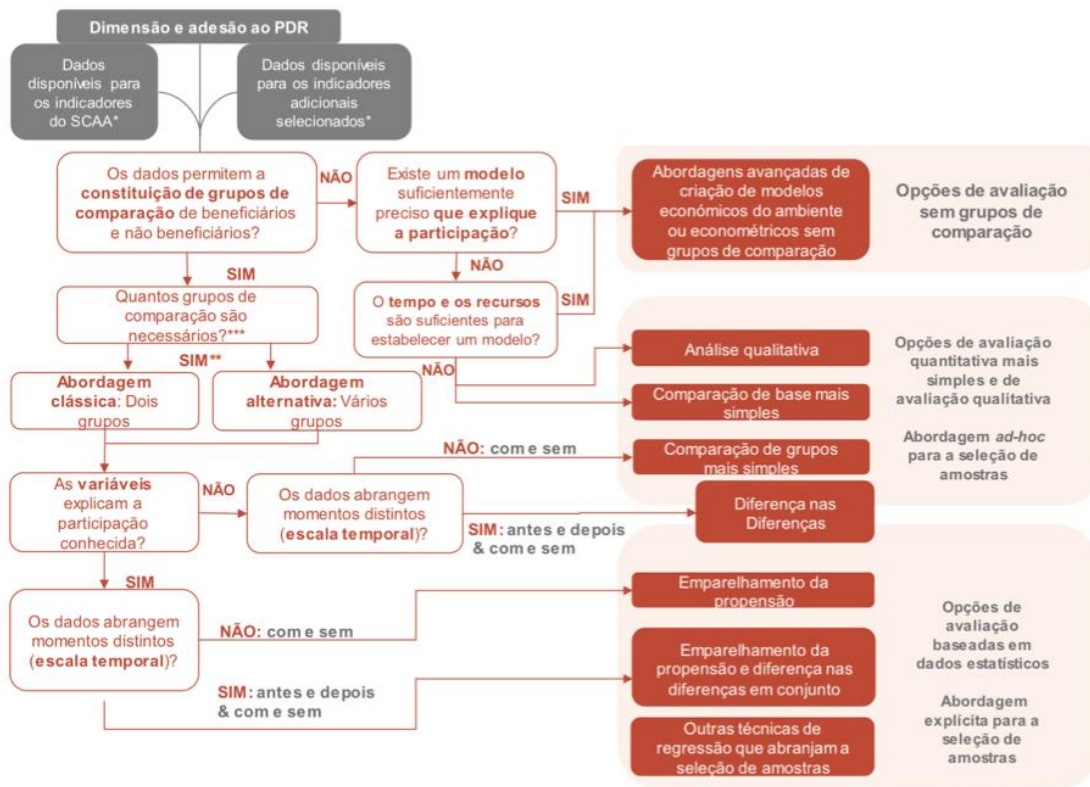 Dimensão e adesão ao PDR
Dados
disponíveis para
os indicadores
do SCAA*
Dados disponíveis
para os indicadores
adicionais
selecionados*
Os dados permitem a
constituição de grupos de
comparação de beneficiários
e não beneficiários?
NÃO
Existe um modelo
suficientemente
preciso que explique
a participação?
SIM
Abordagens avançadas de
criação de modelos
económicos do ambiente
ou econométricos sem
grupos de comparação
Opções de avaliação
sem grupos de
comparação
SIM
NÃO
Quantos grupos de
comparação são
necessários?***
O tempo e os recursos
são suficientes para
estabelecer um modelo?
SIM
SIM**
NÃO
Análise qualitativa
Opções de avaliação
quantitativa mais
simples e de
avaliação qualitativa
Abordagem
clássica: Dois
grupos
Abordagem
alternativa: Vários
grupos
Comparação de base mais
simples
Abordagem ad-hoc
para a seleção de
amostras
NÃO: com e sem
Comparação de grupos
mais simples
As variáveis
explicam a
participação
conhecida?
NÃO
Os dados abrangem
momentos distintos
(escala temporal)?
SIM: antes e depois
& com e sem
Diferença nas
Diferenças
SIM
Os dados abrangem
momentos distintos
(escala temporal)?
NÃO: com e sem
Emparelhamento da
propensão
Opções de
avaliação
baseadas em
dados estatísticos
SIM: antes e depois
& com e sem
Emparelhamento da
propensão e diferença nas
diferenças em conjunto
Abordagem
explícita para a
seleção de
amostras
Outras técnicas de
regressão que abranjam a
seleção de amostras